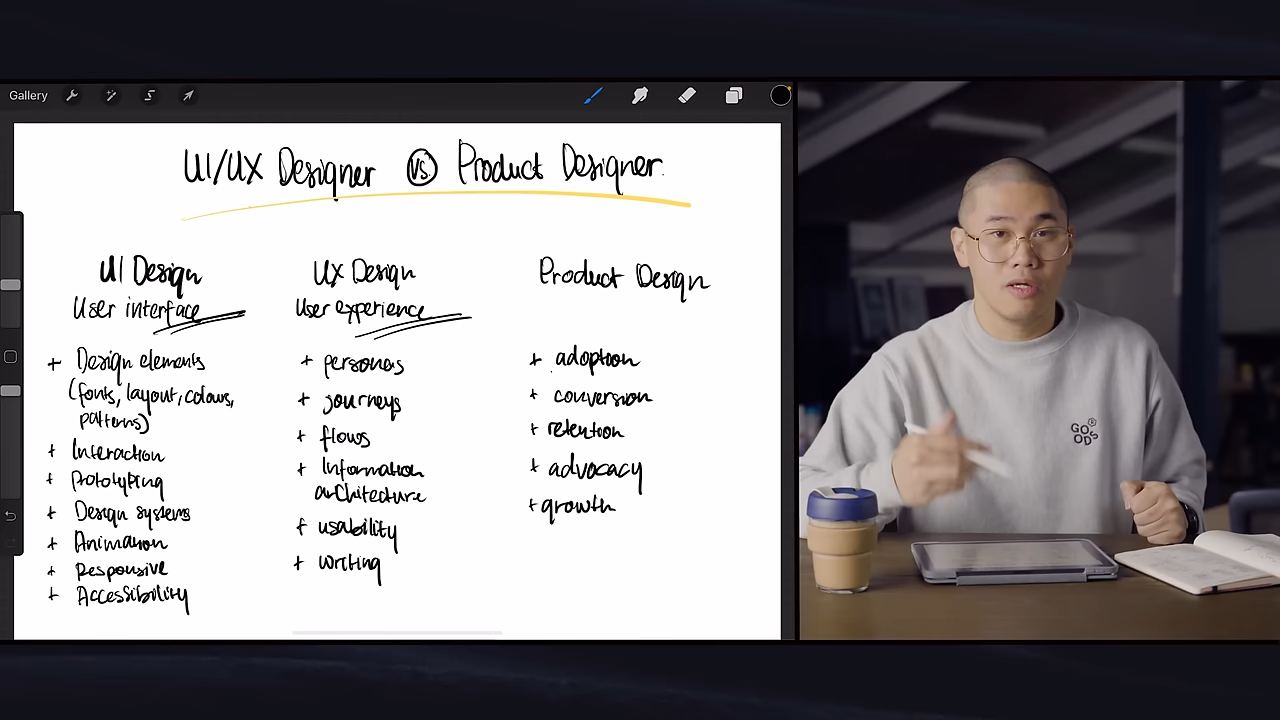 Gallery
UI/UX Designer VS Product Designer.
UI Design
User interface
+ Design elements
(fonts, layout, colours,
patterns)
+ Interaction
+ Prototyping
+ Design systems
+ Animation
+ Responsive
+ Accessibility
UX Design
User experience
+ personas
+ journeys
+ flows
+ Information
architecture
+ usability
+ writing
Product Design
+ adoption
+ conversion
+ retention
+ advocacy
+ growth
GO
OD'S